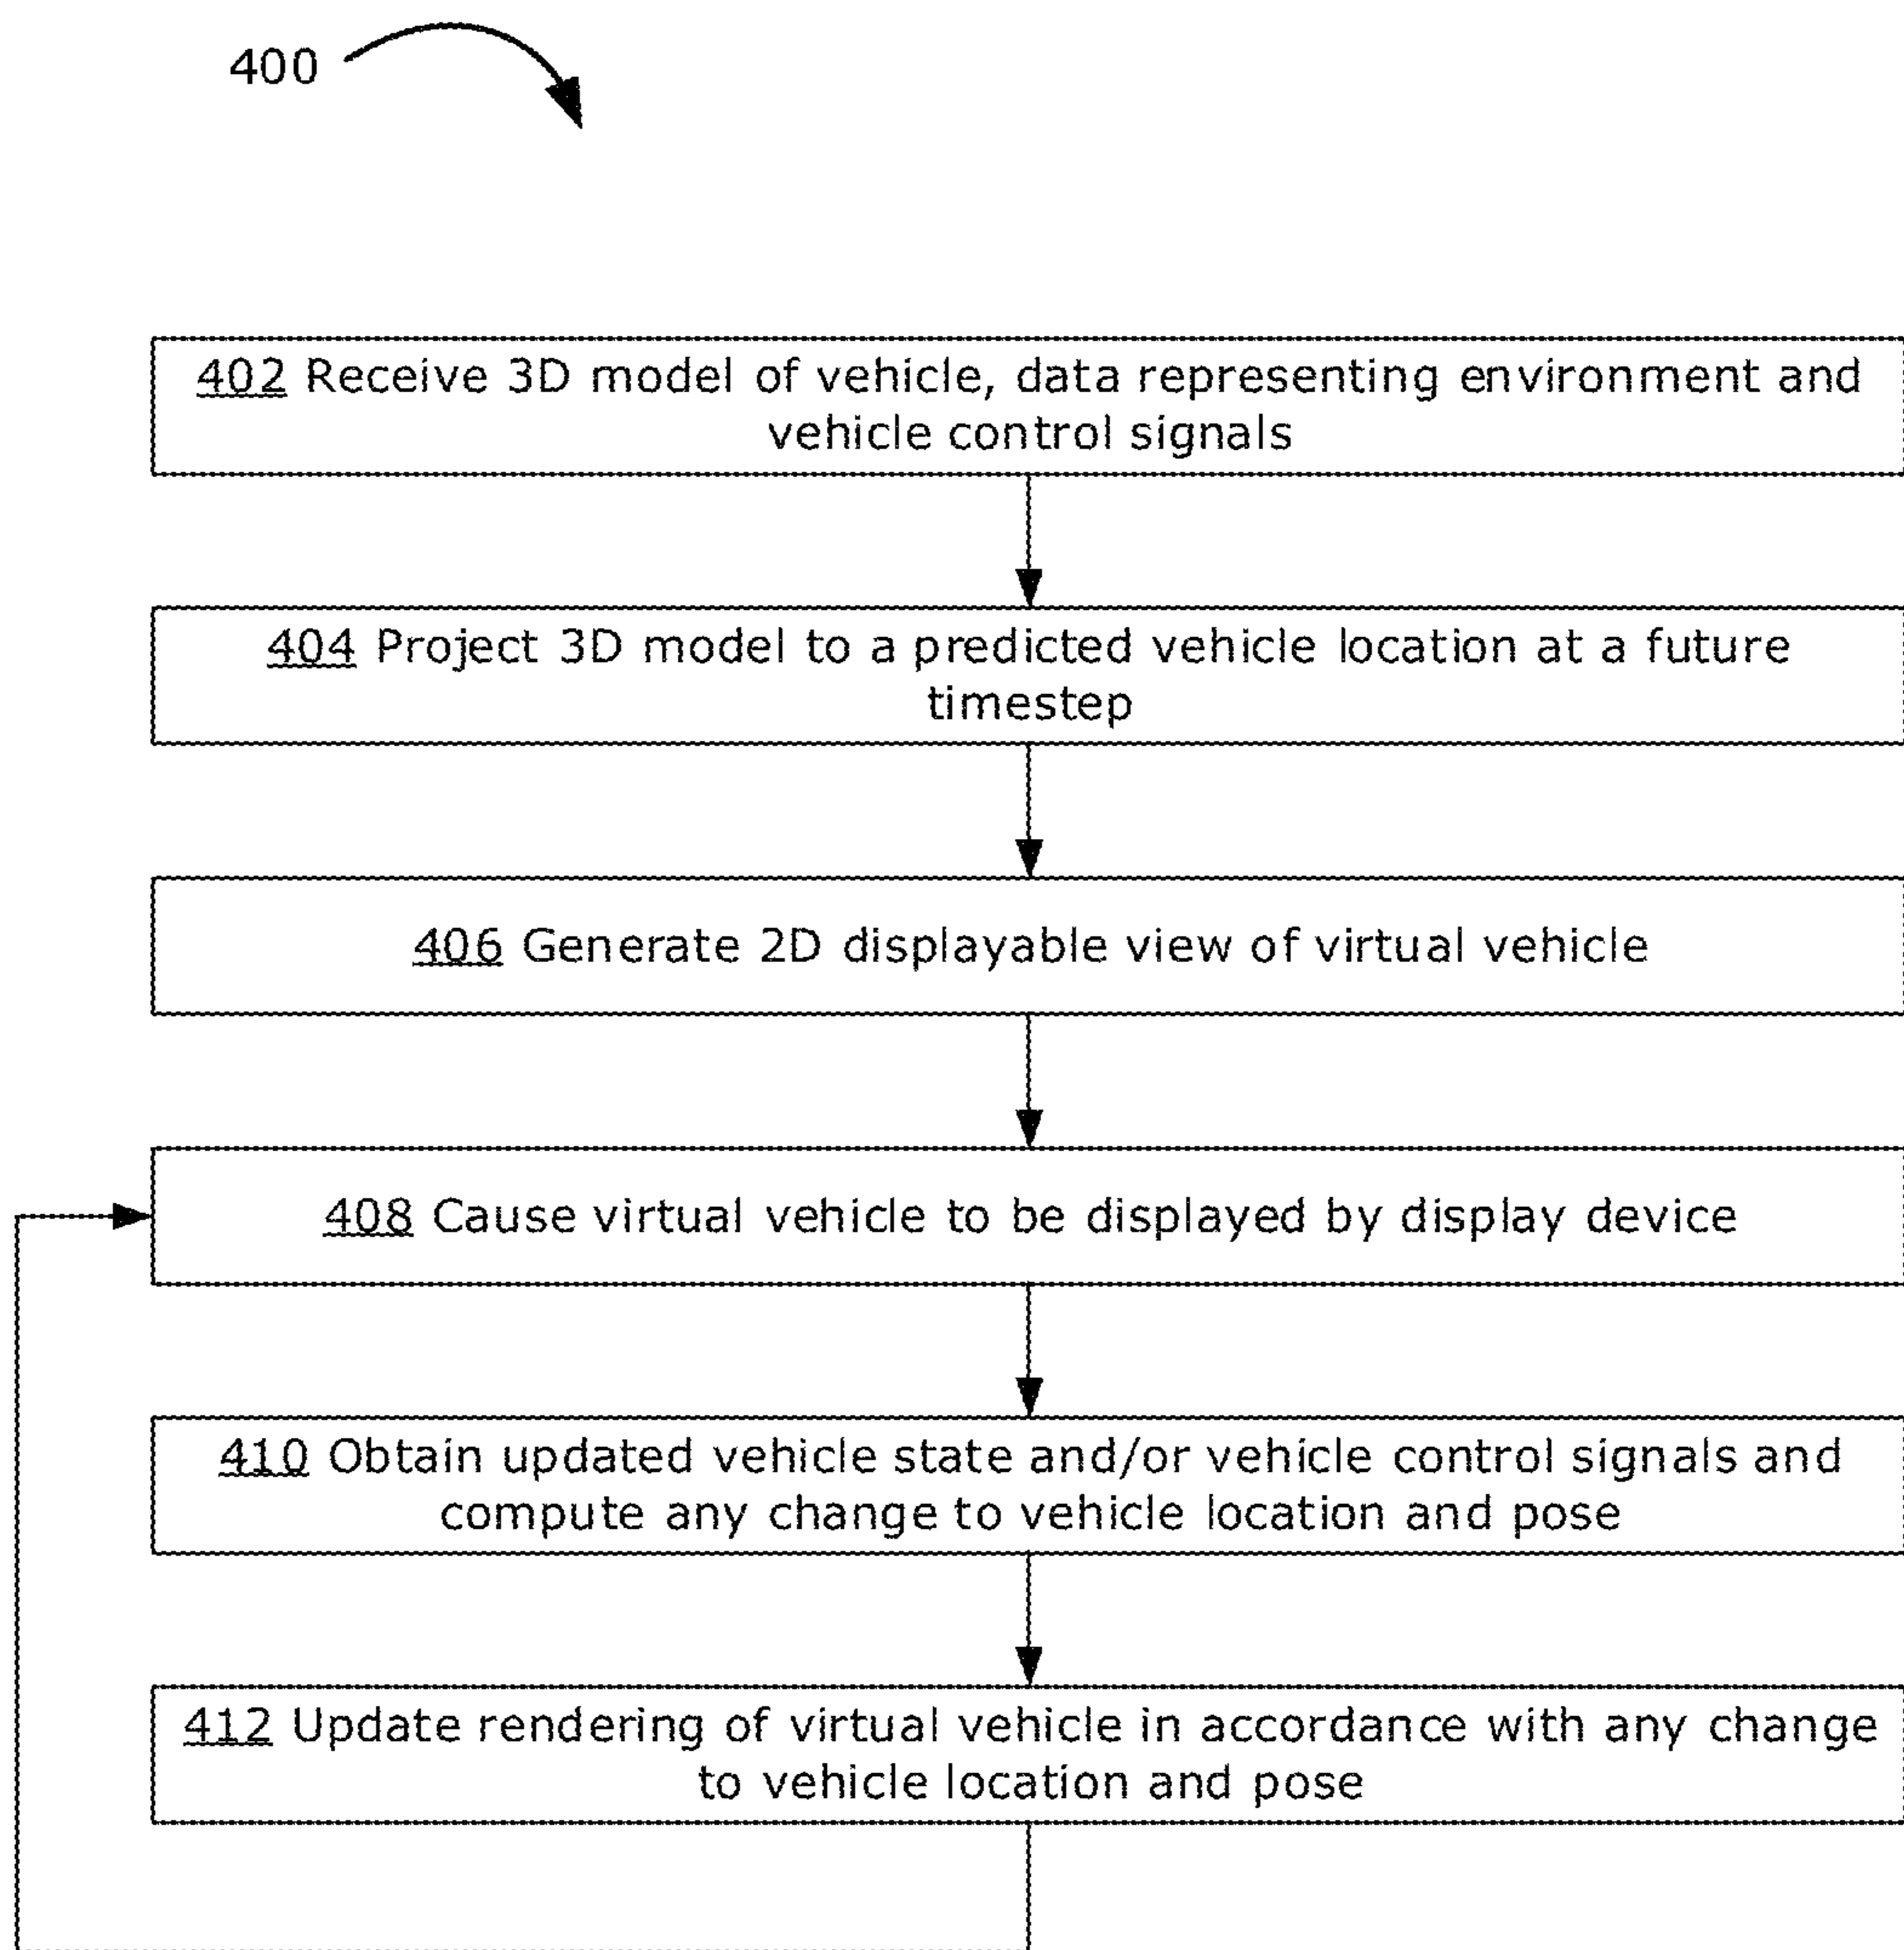 400
402 Receive 3D model of vehicle, data representing environment and
vehicle control signals
404 Project 3D model to a predicted vehicle location at a future
timestep
406 Generate 2D displayable view of virtual vehicle
408 Cause virtual vehicle to be displayed by display device
410 Obtain updated vehicle state and/or vehicle control signals and
compute any change to vehicle location and pose
412 Update rendering of virtual vehicle in accordance with any change
to vehicle location and pose